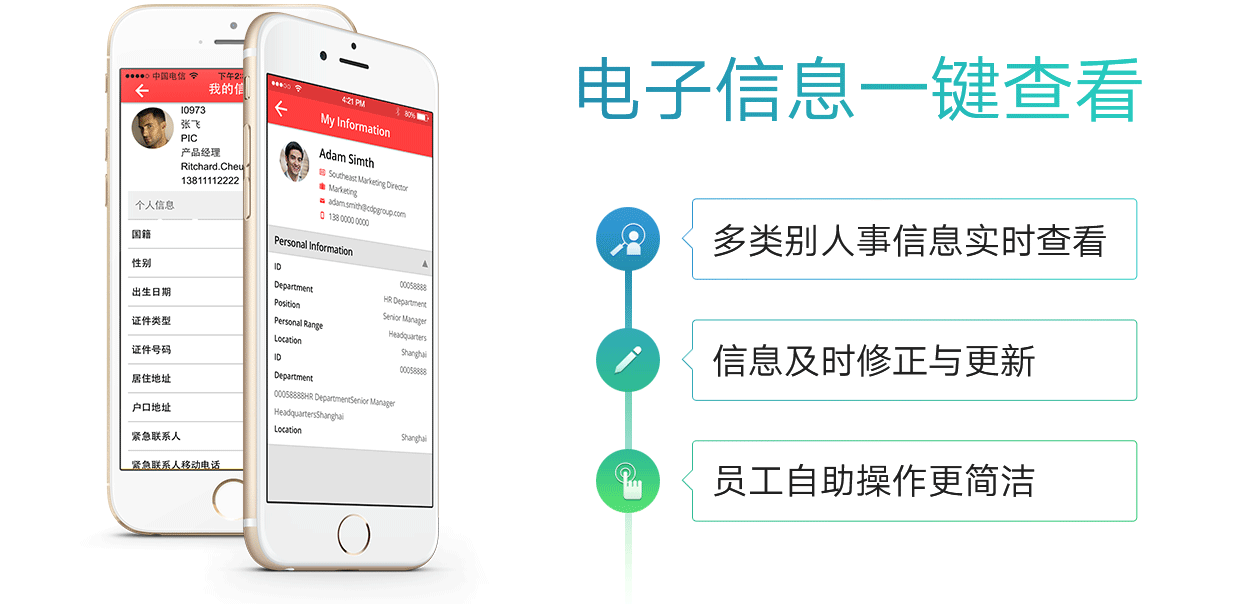 中国电信
下午2:
我的信
I0973
张飞
PIC
产品经理
Ritchard.Cheu
13811112222
个人信息
国籍
性别
出生日期
证件类型
证件号码
居住地址
户口地址
紧急联系人
紧急联系人移动电话
4:21 PM
80%
My Information
Adam Simth
Southeast Marketing Director
Marketing
adam.smith@cdpgroup.com
138 0000 0000
Personal Information
ID 00058888
Department HR Department
Position Senior Manager
Personal Range Headquarters
Location Shanghai
ID 00058888
Department
00058888HR DepartmentSenior Manager
HeadquartersShanghai
Location Shanghai
电子信息一键查看
多类别人事信息实时查看
信息及时修正与更新
员工自助操作更简洁